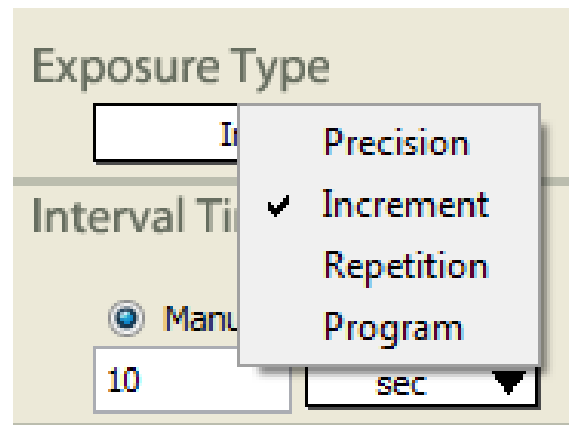 Exposure Type
Precision
Increment
Repetition
Program
10
sec